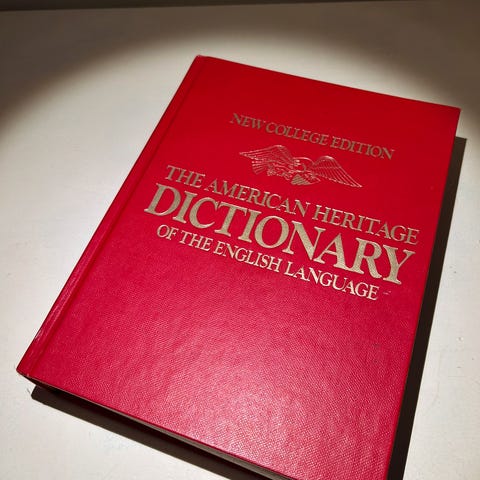 NEW COLLEGE EDITION
THE AMERICAN HERITAGE
DICTIONARY
OF THE ENGLISH LANGUAGE